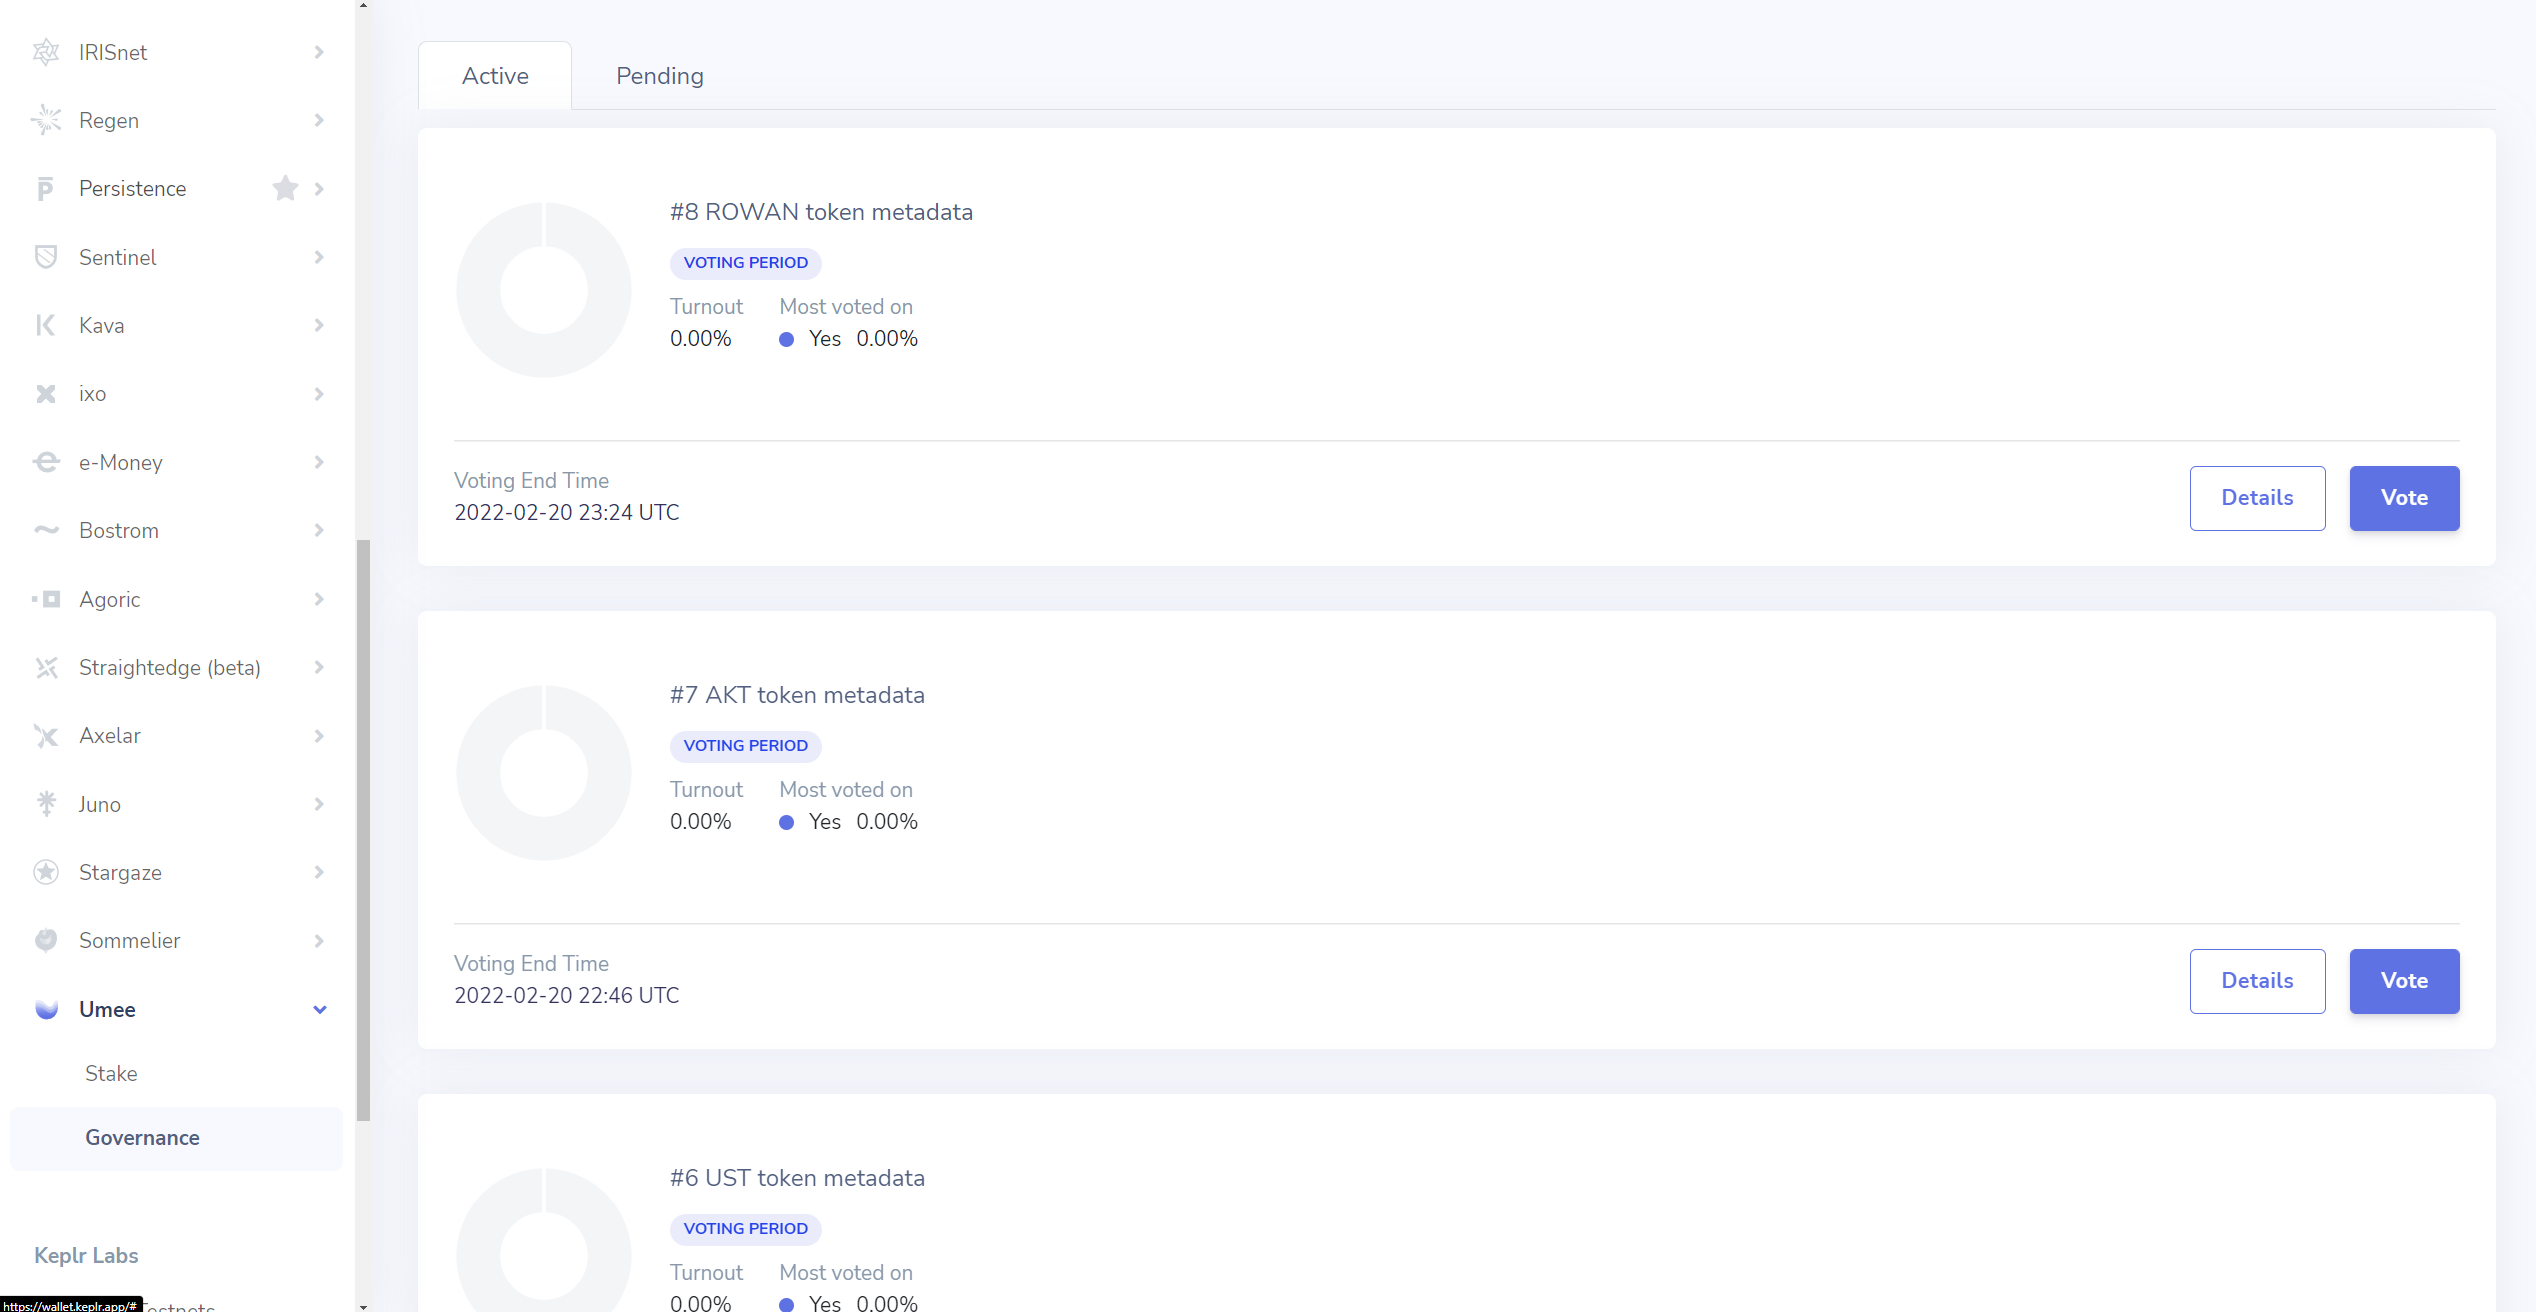 IRISnet
Regen
Persistence
Sentinel
Kava
ixo
e-Money
Bostrom
Agoric
Straightedge (beta)
Axelar
Juno
Stargaze
Sommelier
Umee
Stake
Governance
Keplr Labs
https://wallet.keplr.app/#
Active
Pending
#8 ROWAN token metadata
VOTING PERIOD
Turnout Most voted on
0.00% Yes 0.00%
Voting End Time
2022-02-20 23:24 UTC
Details
Vote
#7 AKT token metadata
VOTING PERIOD
Turnout Most voted on
0.00% Yes 0.00%
Voting End Time
2022-02-20 22:46 UTC
Details
Vote
#6 UST token metadata
VOTING PERIOD
Turnout Most voted on
0.00% Yes 0.00%